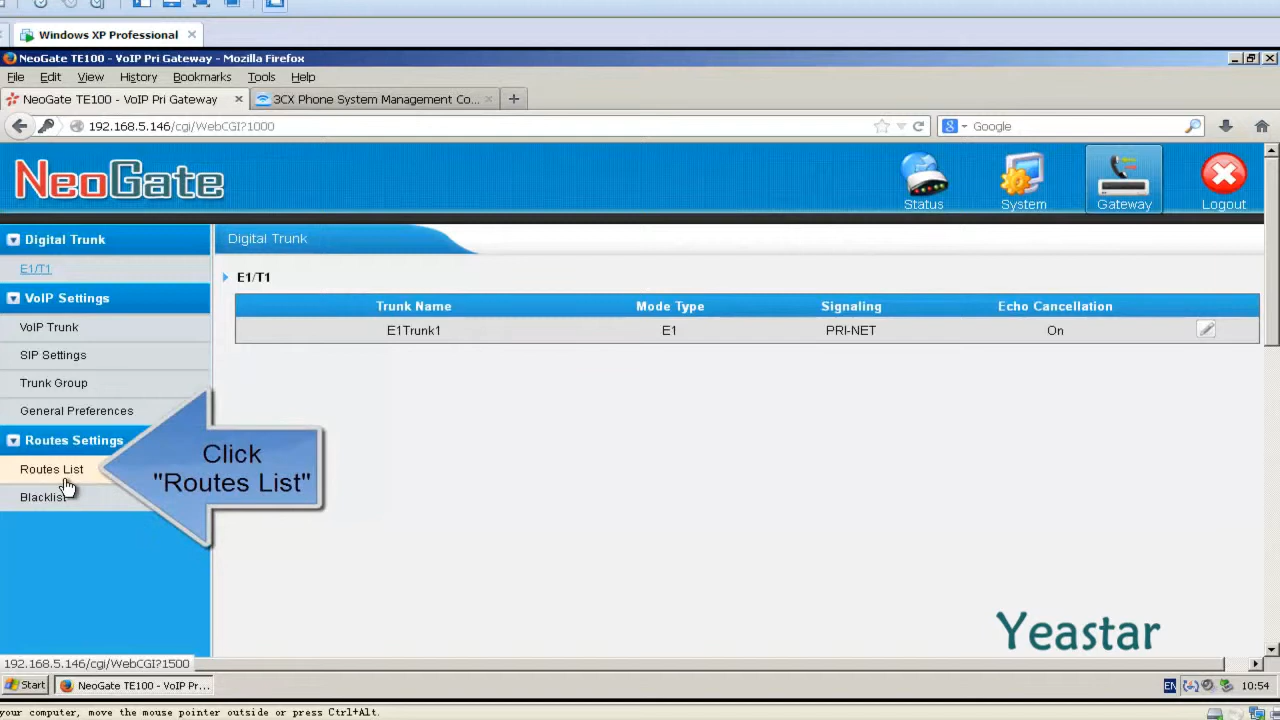 Windows XP Professional
NeoGate TE100 - VoIP Pri Gateway - Mozilla Firefox
File Edit View History Bookmarks Tools Help
NeoGate TE100 - VoIP Pri Gateway
3CX Phone System Management Co...
192.168.5.146/cgi/WebCGI?1000
Google
NeoGate
Status
System
Gateway
Logout
Digital Trunk
E1/T1
VoIP Settings
VoIP Trunk
SIP Settings
Trunk Group
General Preferences
Routes Settings
Routes List
Blacklist
Click
"Routes List"
Digital Trunk
E1/T1
Trunk Name Mode Type Signaling Echo Cancellation
E1Trunk1 E1 PRI-NET On
Yeastar
192.168.5.146/cgi/WebCGI?1500
Start
NeoGate TE100 - VoIP Pr...
EN
10:54
your computer, move the mouse pointer outside or press Ctrl+Alt.